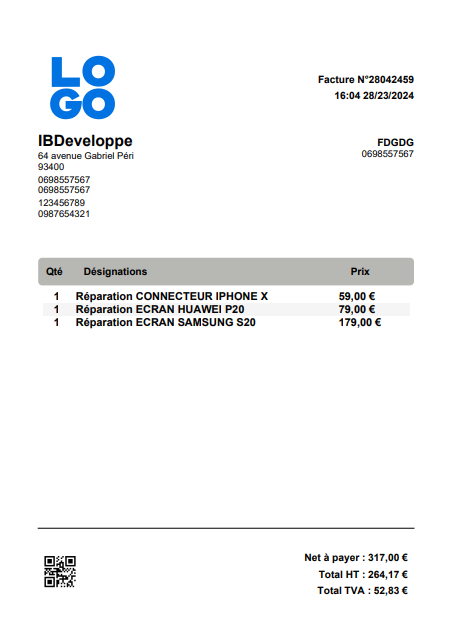 LO
GO
Facture N°28042459
16:04 28/23/2024
IBDeveloppe
64 avenue Gabriel Péri
93400
0698557567
0698557567
123456789
0987654321
FDGDG
0698557567
Qté Désignations Prix
1 Réparation CONNECTEUR IPHONE X 59,00 €
1 Réparation ECRAN HUAWEI P20 79,00 €
1 Réparation ECRAN SAMSUNG S20 179,00 €
Net à payer : 317,00 €
Total HT : 264,17 €
Total TVA : 52,83 €